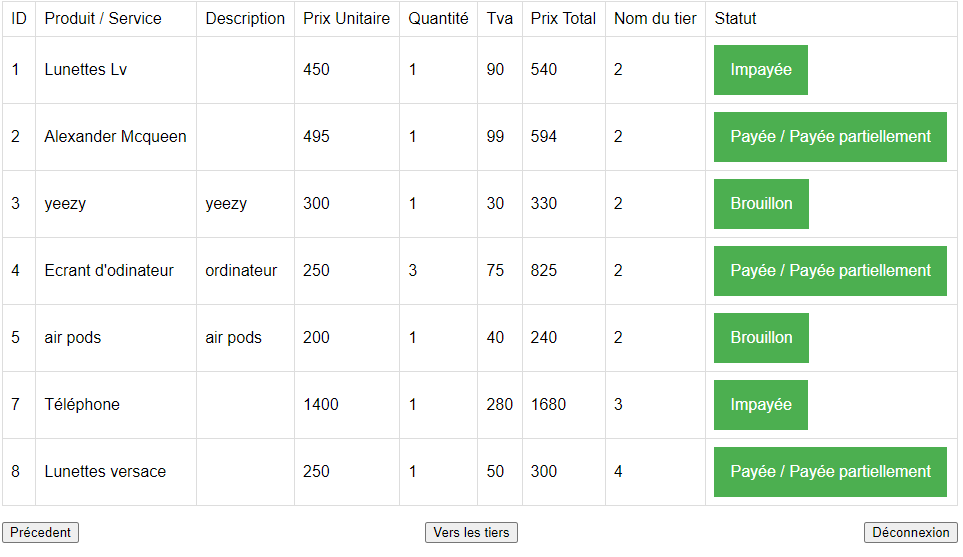 ID Produit / Service Description Prix Unitaire Quantité Tva Prix Total Nom du tier Statut
1 Lunettes Lv 450 1 90 540 2 Impayée
2 Alexander Mcqueen 495 1 99 594 2 Payée / Payée partiellement
3 yeezy yeezy 300 1 30 330 2 Brouillon
4 Ecrant d'odinateur ordinateur 250 3 75 825 2 Payée / Payée partiellement
5 air pods air pods 200 1 40 240 2 Brouillon
7 Téléphone 1400 1 280 1680 3 Impayée
8 Lunettes versace 250 1 50 300 4 Payée / Payée partiellement
Précedent Vers les tiers Déconnexion